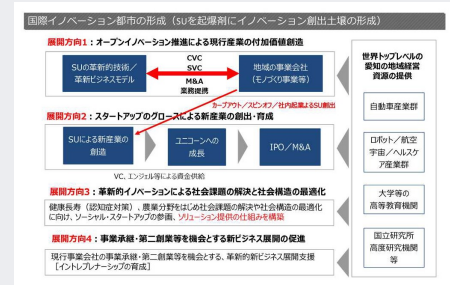 国際イノベーション都市の形成（SUを起爆剤にイノベーション創出土壌の形成）
展開方向1：オープンイノベーション推進による現行産業の付加価値創造
SUの革新的技術／
革新ビジネスモデル
CVC
SVC
M&A
業務提携
地域の事業会社
（モノづくり事業等）
カーブアウト／スピンオフ／社内起業によるSU創出
展開方向2：スタートアップのグロースによる新産業の創出・育成
SUによる新産業の
創造
ユニコーンへの
成長
IPO／M&A
VC、エンジェル等による資金供給
展開方向3：革新的イノベーションによる社会課題の解決と社会構造の最適化
健康長寿（認知症対策）、農業分野をはじめ社会課題の解決と社会構造の最適化
に向け、ソーシャル・スタートアップの参画、ソリューション提供の仕組みを構築
展開方向4：事業承継・第二創業等を機会とする新ビジネス展開の促進
現行事業会社の事業承継・第二創業等を機会とする、革新的新ビジネス展開支援
［イントレプレナーシップの育成］
世界トップレベルの
愛知の地域経営
資源の提供
自動車産業群
ロボット／航空
宇宙／ヘルスケ
ア産業群
大学等の
高等教育機関
国立研究所
高度研究機関
等